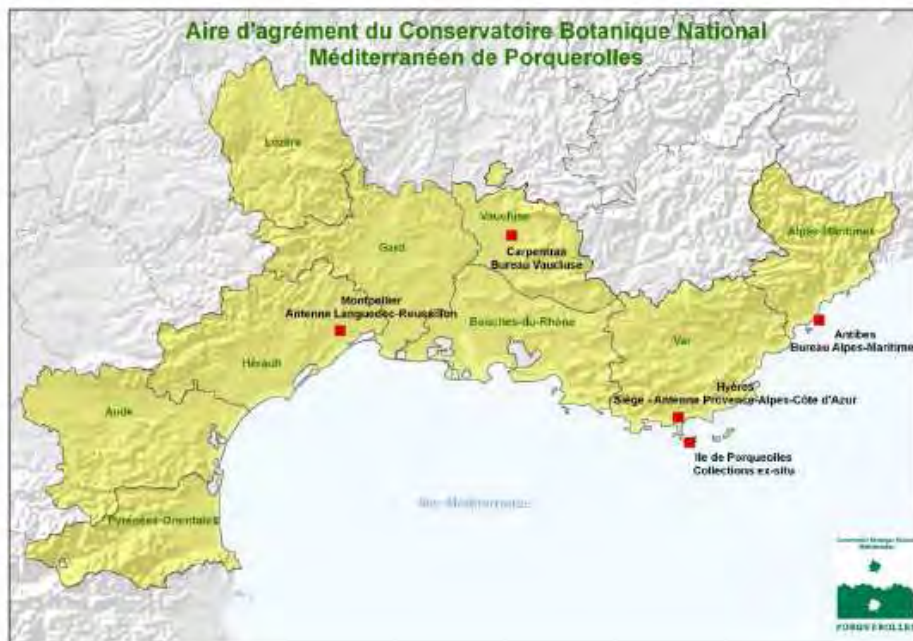 Aire d'agrément du Conservatoire Botanique National
Méditerranéen de Porquerolles
Lozère
Vaucluse
Alpes-Maritimes
Gard
Carpentras
Bureau Vaucluse
Montpellier
Antenne Languedoc-Roussillon
Bouches-du-Rhône
Antibes
Bureau Alpes-Maritime
Var
Hérault
Hyères
Siège - Antenne Provence-Alpes-Côte d'Azur
Aude
Ile de Porqueolles
Collections ex-situ
Mer Méditerranée
Pyrénées-Orientales
PORQUEROLLES